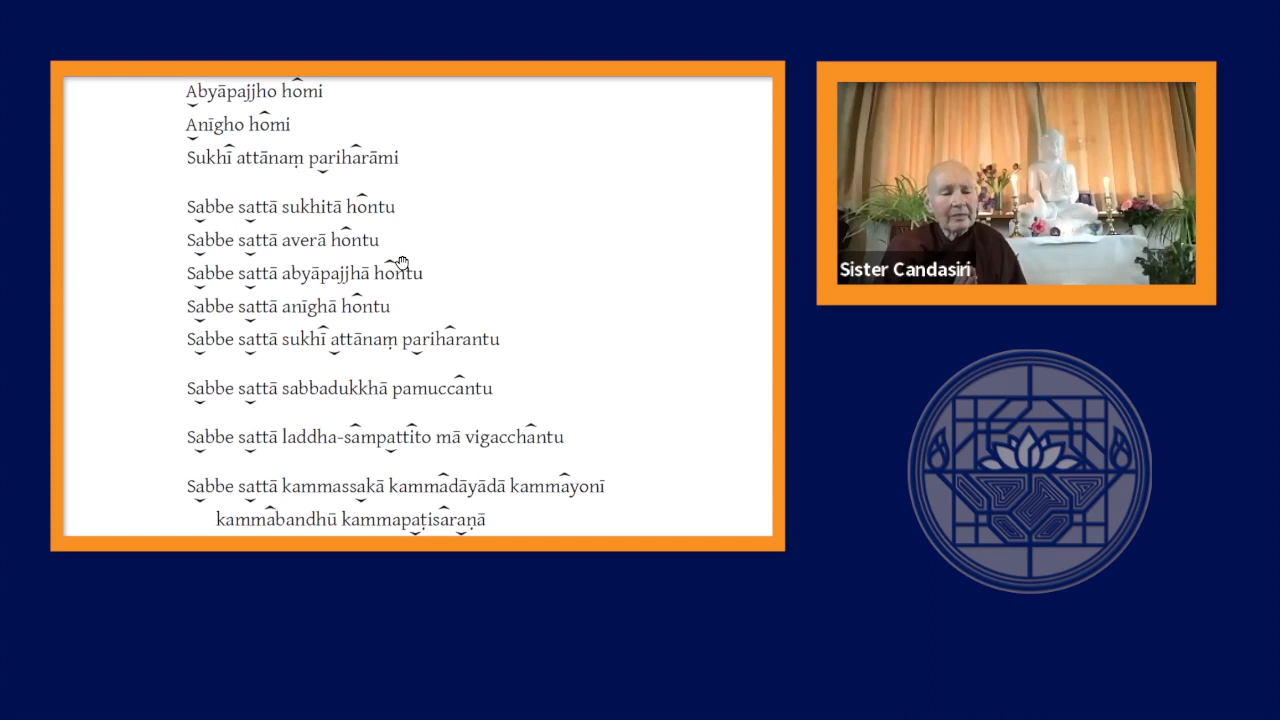 Abyāpajjho homi
Anīgho homi
Sukhī attānaṃ pariharāmi
Sabbe sattā sukhitā hontu
Sabbe sattā averā hontu
Sabbe sattā abyāpajjhā hontu
Sabbe sattā anīghā hontu
Sabbe sattā sukhī attānaṃ pariharantu
Sabbe sattā sabbadukkhā pamuccantu
Sabbe sattā laddha-sampattito mā vigacchantu
Sabbe sattā kammassakā kammadāyādā kammayonī
kammabandhū kammapaṭisaraṇā
Sister Candasiri